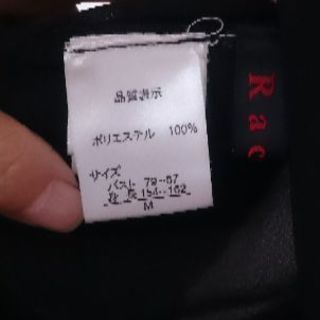 品質表示
ポリエステル 100%
サイズ
バスト 79-87
身長 154-162
M
Rac